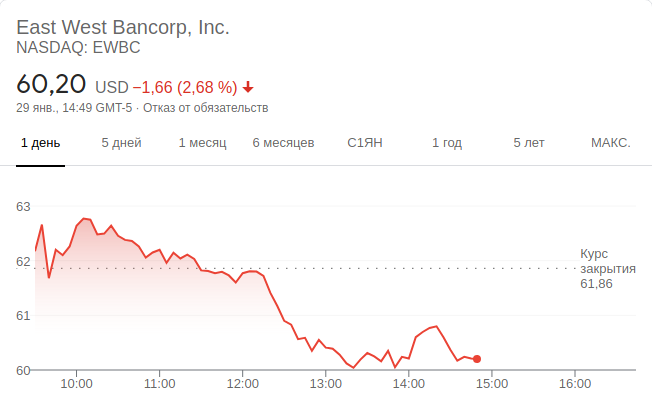 East West Bancorp, Inc.
NASDAQ: EWBC
60,20 USD −1,66 (2,68 %)
29 янв., 14:49 GMT-5 · Отказ от обязательств
1 день 5 дней 1 месяц 6 месяцев С1ЯН 1 год 5 лет МАКС.
63
62
61
60
Курс
закрытия
61,86
10:00 11:00 12:00 13:00 14:00 15:00 16:00